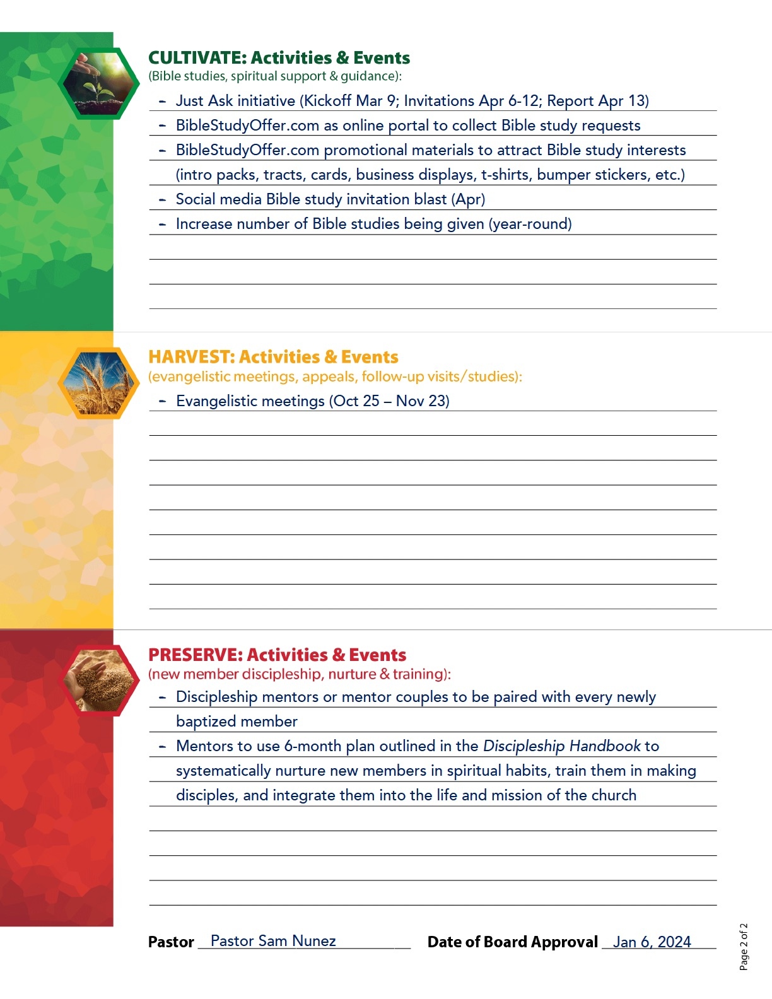 CULTIVATE: Activities & Events
(Bible studies, spiritual support & guidance):
– Just Ask initiative (Kickoff Mar 9; Invitations Apr 6-12; Report Apr 13)
– BibleStudyOffer.com as online portal to collect Bible study requests
– BibleStudyOffer.com promotional materials to attract Bible study interests
(intro packs, tracts, cards, business displays, t-shirts, bumper stickers, etc.)
– Social media Bible study invitation blast (Apr)
– Increase number of Bible studies being given (year-round)
HARVEST: Activities & Events
(evangelistic meetings, appeals, follow-up visits/studies):
– Evangelistic meetings (Oct 25 – Nov 23)
PRESERVE: Activities & Events
(new member discipleship, nurture & training):
– Discipleship mentors or mentor couples to be paired with every newly
baptized member
– Mentors to use 6-month plan outlined in the Discipleship Handbook to
systematically nurture new members in spiritual habits, train them in making
disciples, and integrate them into the life and mission of the church
Pastor Pastor Sam Nunez Date of Board Approval Jan 6, 2024
Page 2 of 2